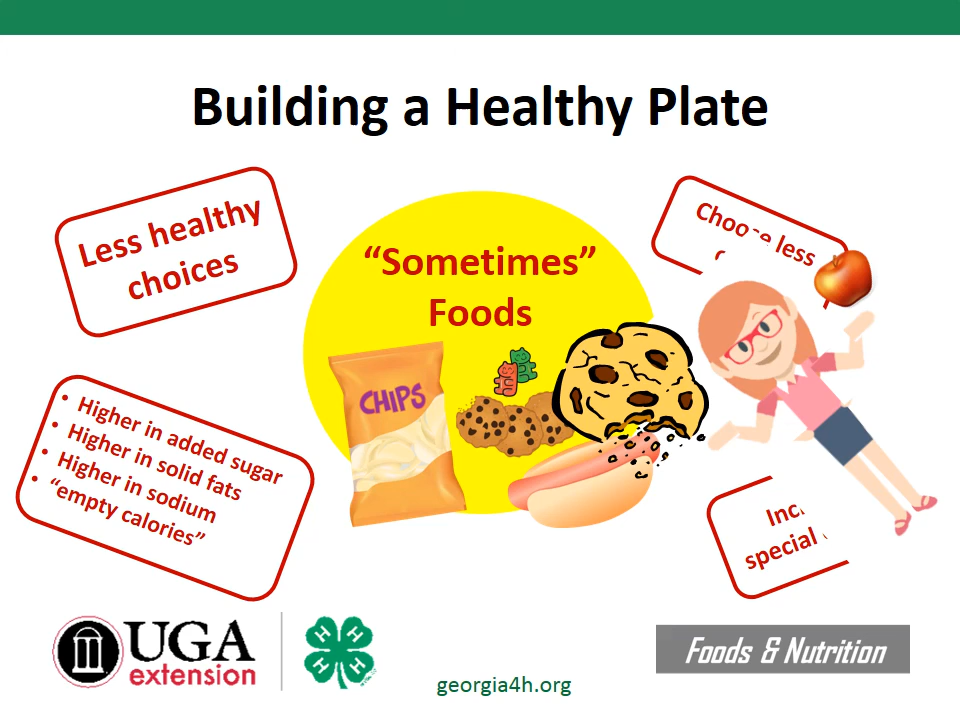 Building a Healthy Plate
Less healthy
choices
"Sometimes"
Foods
Choose less
CHIPS
• Higher in added sugar
• Higher in solid fats
• Higher in sodium
• "empty calories"
special
UGA
extension
H H
H H
georgia4h.org
Foods & Nutrition